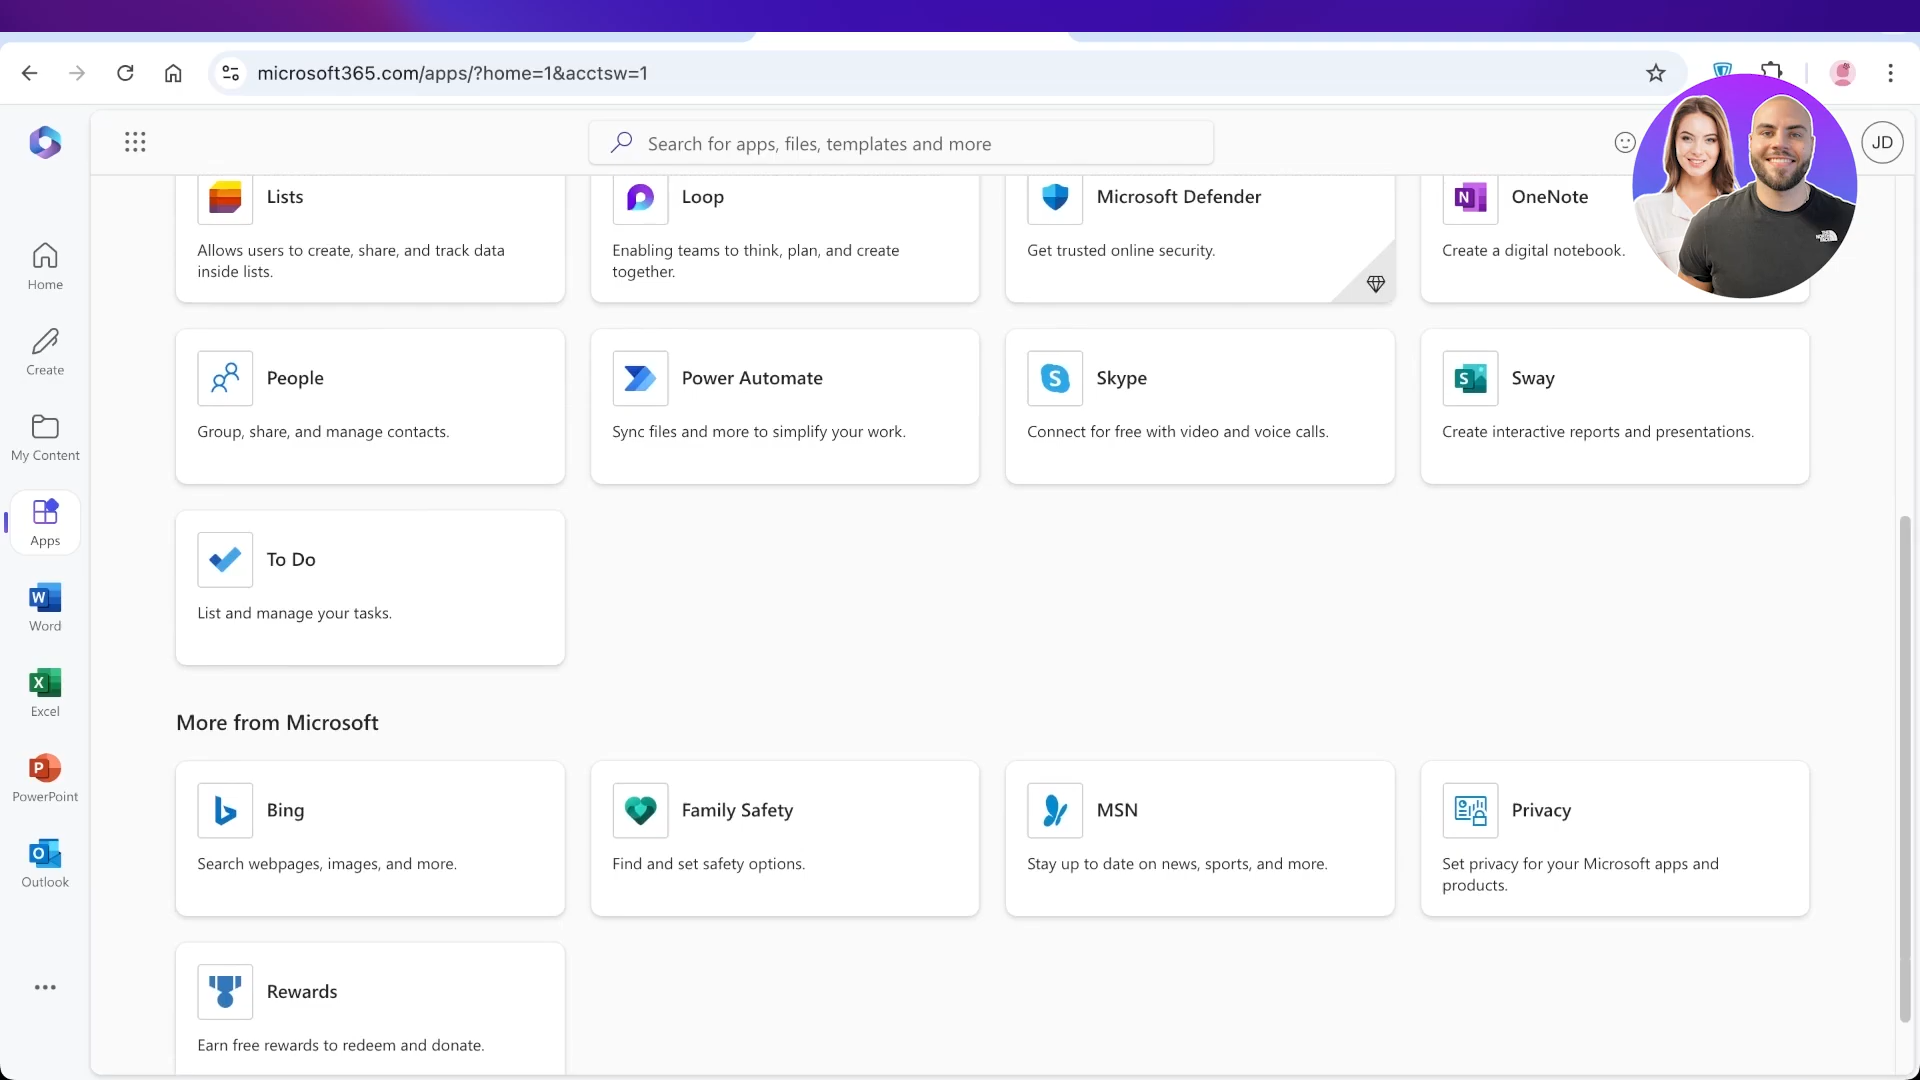 microsoft365.com/apps/?home=1&acctsw=1
Search for apps, files, templates and more
JD
Home
Create
My Content
Apps
Word
Excel
PowerPoint
Outlook
Lists
Allows users to create, share, and track data
inside lists.
Loop
Enabling teams to think, plan, and create
together.
Microsoft Defender
Get trusted online security.
OneNote
Create a digital notebook.
People
Group, share, and manage contacts.
Power Automate
Sync files and more to simplify your work.
Skype
Connect for free with video and voice calls.
Sway
Create interactive reports and presentations.
To Do
List and manage your tasks.
More from Microsoft
Bing
Search webpages, images, and more.
Family Safety
Find and set safety options.
MSN
Stay up to date on news, sports, and more.
Privacy
Set privacy for your Microsoft apps and
products.
Rewards
Earn free rewards to redeem and donate.